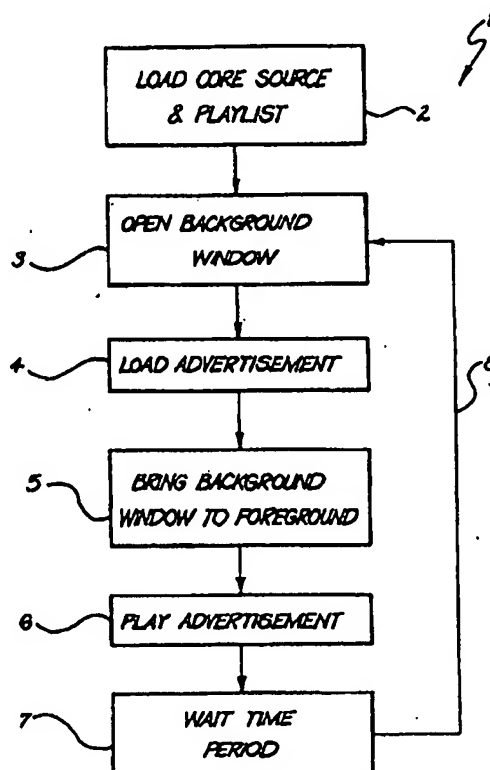 LOAD CORE SOURCE
& PLAYLIST
2
OPEN BACKGROUND
WINDOW
3
4
LOAD ADVERTISEMENT
8
5
BRING BACKGROUND
WINDOW TO FOREGROUND
6
PLAY ADVERTISEMENT
7
WAIT TIME
PERIOD